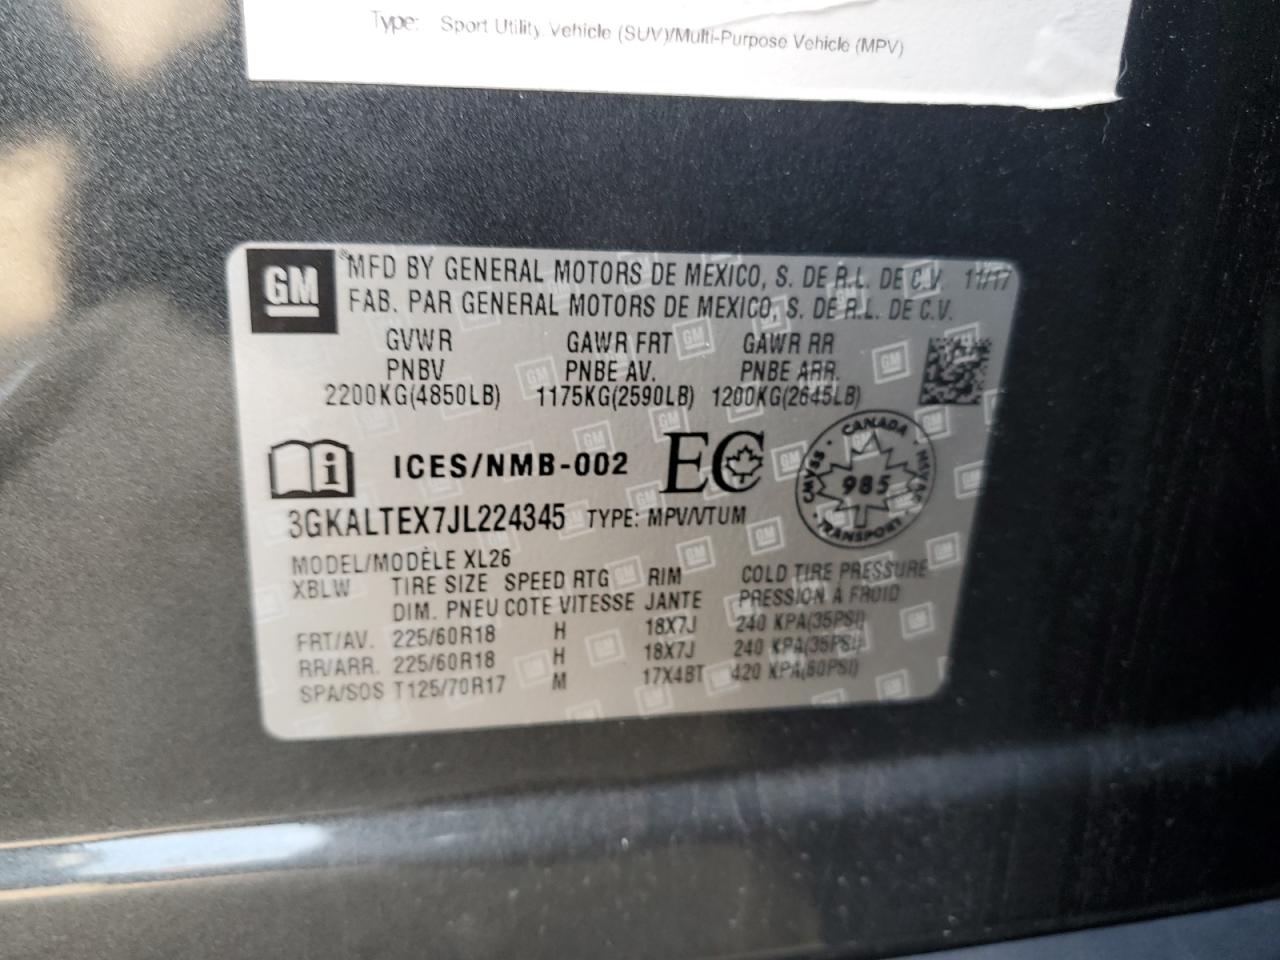 Type: Sport Utility Vehicle (SUV)/Multi-Purpose Vehicle (MPV)
GM
® MFD BY GENERAL MOTORS DE MEXICO, S. DE R.L. DE C.V. 11/17
FAB. PAR GENERAL MOTORS DE MEXICO, S. DE R.L. DE C.V.
GVWR GAWR FRT GAWR RR
PNBV PNBE AV. PNBE ARR.
2200KG(4850LB) 1175KG(2590LB) 1200KG(2645LB)
i ICES/NMB-002 EC
CANADA
CMVSS 985 NSVAC
TRANSPORT
3GKALTEX7JL224345 TYPE: MPV/VTUM
MODEL/MODÈLE XL26
XBLW TIRE SIZE SPEED RTG RIM COLD TIRE PRESSURE
DIM. PNEU COTE VITESSE JANTE PRESSION À FROID
FRT/AV. 225/60R18 H 18X7J 240 KPA(35PSI)
RR/ARR. 225/60R18 H 18X7J 240 KPA(35PSI)
SPA/SOS T125/70R17 M 17X4BT 420 KPA(60PSI)